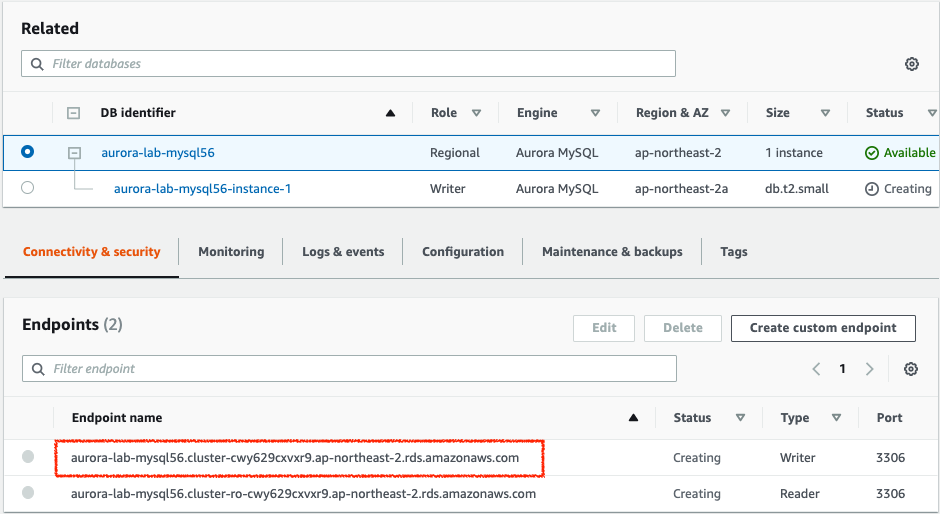 Related
Filter databases
DB identifier Role Engine Region & AZ Size Status
aurora-lab-mysql56 Regional Aurora MySQL ap-northeast-2 1 instance Available
aurora-lab-mysql56-instance-1 Writer Aurora MySQL ap-northeast-2a db.t2.small Creating
Connectivity & security Monitoring Logs & events Configuration Maintenance & backups Tags
Endpoints (2) Edit Delete Create custom endpoint
Filter endpoint 1
Endpoint name Status Type Port
aurora-lab-mysql56.cluster-cwy629cxvxr9.ap-northeast-2.rds.amazonaws.com Creating Writer 3306
aurora-lab-mysql56.cluster-ro-cwy629cxvxr9.ap-northeast-2.rds.amazonaws.com Creating Reader 3306